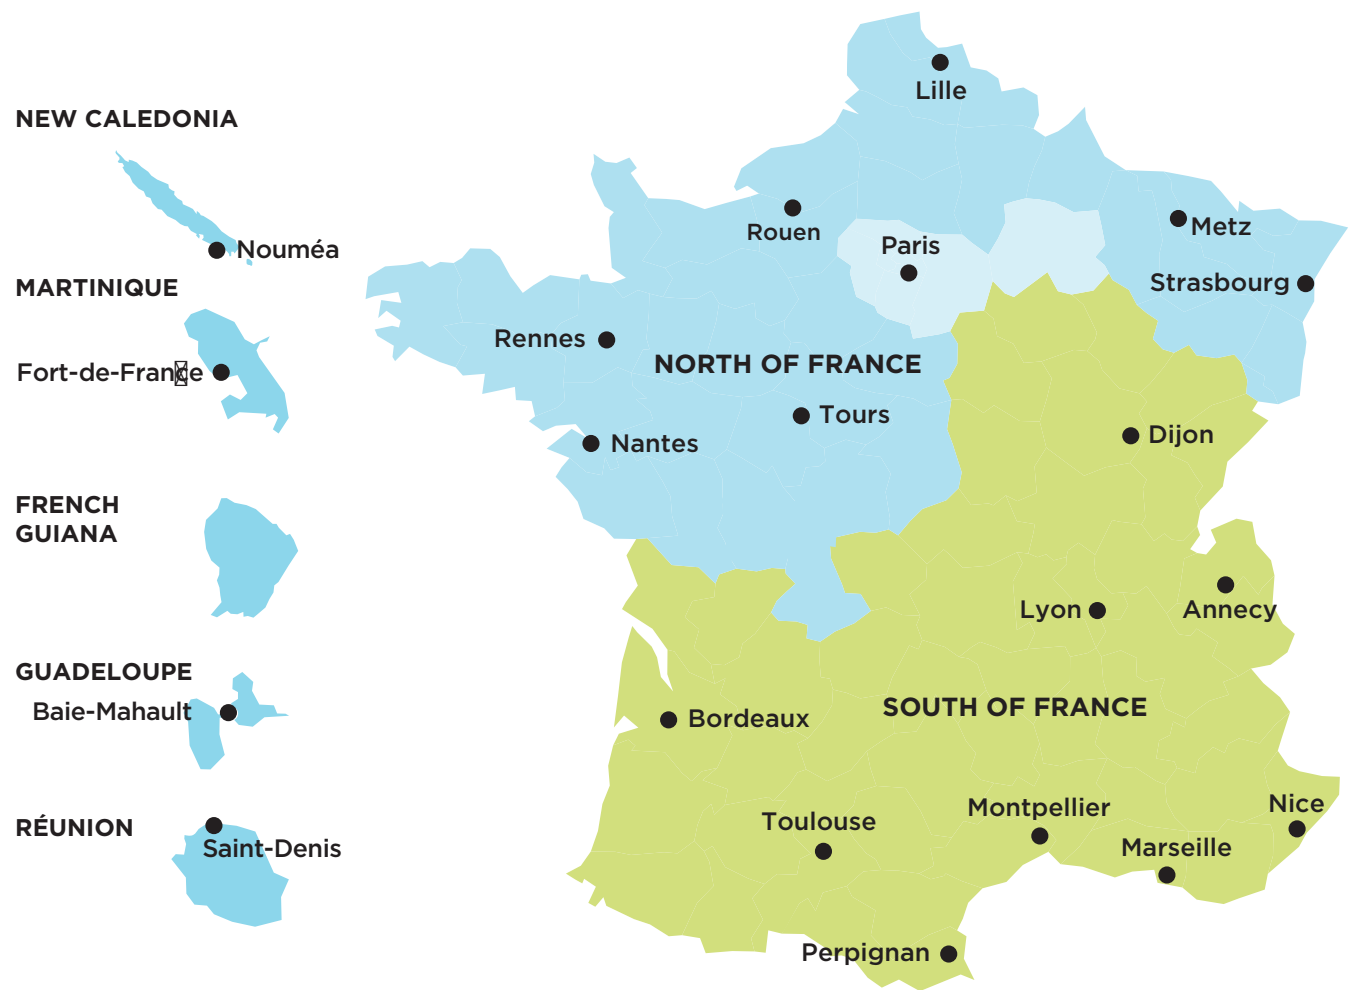 NEW CALEDONIA
Nouméa
MARTINIQUE
Fort-de-France
FRENCH
GUIANA
GUADELOUPE
Baie-Mahault
RÉUNION
Saint-Denis
Lille
Rouen
Paris
Metz
Strasbourg
Rennes
NORTH OF FRANCE
Tours
Nantes
Dijon
Lyon
Annecy
SOUTH OF FRANCE
Bordeaux
Toulouse
Montpellier
Nice
Marseille
Perpignan